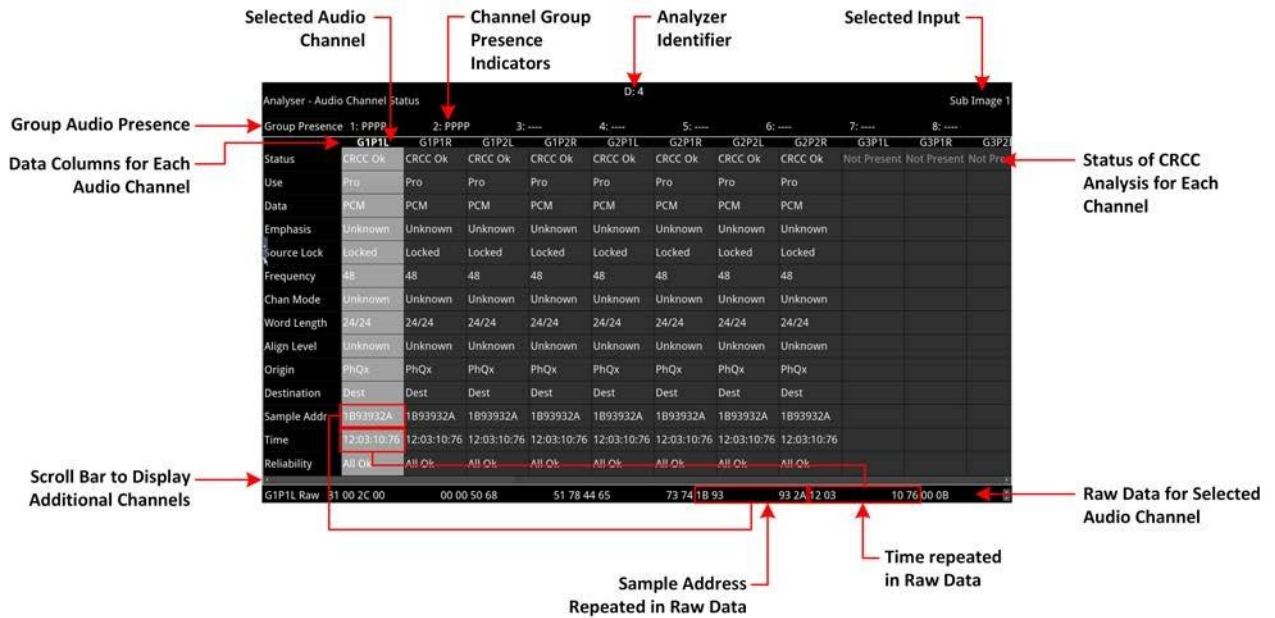 Selected Audio Channel
Channel Group Presence Indicators
Analyzer Identifier
Selected Input
D: 4
Analyser - Audio Channel Status
Sub Image 1
Group Audio Presence
Group Presence 1: PPPP 2: PPPP 3: ---- 4: ---- 5: ---- 6: ---- 7: ---- 8: ----
Data Columns for Each Audio Channel
G1P1L G1P1R G1P2L G1P2R G2P1L G2P1R G2P2L G2P2R G3P1L G3P1R G3P2
Status CRCC Ok CRCC Ok CRCC Ok CRCC Ok CRCC Ok CRCC Ok CRCC Ok CRCC Ok Not Present Not Present Not Pre
Status of CRCC Analysis for Each Channel
Use Pro Pro Pro Pro Pro Pro Pro Pro
Data PCM PCM PCM PCM PCM PCM PCM PCM
Emphasis Unknown Unknown Unknown Unknown Unknown Unknown Unknown Unknown
Source Lock Locked Locked Locked Locked Locked Locked Locked Locked
Frequency 48 48 48 48 48 48 48 48
Chan Mode Unknown Unknown Unknown Unknown Unknown Unknown Unknown Unknown
Word Length 24/24 24/24 24/24 24/24 24/24 24/24 24/24 24/24
Align Level Unknown Unknown Unknown Unknown Unknown Unknown Unknown Unknown
Origin PhQx PhQx PhQx PhQx PhQx PhQx PhQx PhQx
Destination Dest Dest Dest Dest Dest Dest Dest Dest
Sample Addr 1B93932A 1B93932A 1B93932A 1B93932A 1B93932A 1B93932A 1B93932A 1B93932A
Time 12:03:10:76 12:03:10:76 12:03:10:76 12:03:10:76 12:03:10:76 12:03:10:76 12:03:10:76 12:03:10:76
Reliability All Ok All Ok All Ok All Ok All Ok All Ok All Ok All Ok
Scroll Bar to Display Additional Channels
G1P1L Raw 81 00 2C 00 00 00 50 68 51 78 44 65 73 74 1B 93 93 2A 12 03 10 76 00 0B
Raw Data for Selected Audio Channel
Time repeated in Raw Data
Sample Address Repeated in Raw Data